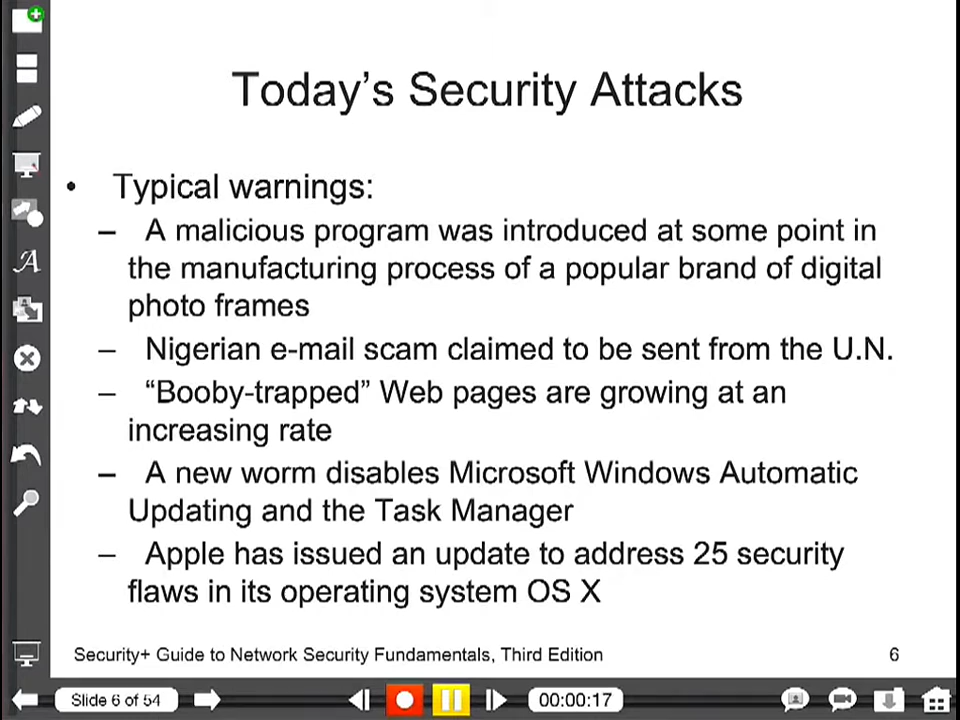 Today's Security Attacks
• Typical warnings:
– A malicious program was introduced at some point in
the manufacturing process of a popular brand of digital
photo frames
– Nigerian e-mail scam claimed to be sent from the U.N.
– “Booby-trapped” Web pages are growing at an
increasing rate
– A new worm disables Microsoft Windows Automatic
Updating and the Task Manager
– Apple has issued an update to address 25 security
flaws in its operating system OS X
Security+ Guide to Network Security Fundamentals, Third Edition 6
Slide 6 of 54 00:00:17